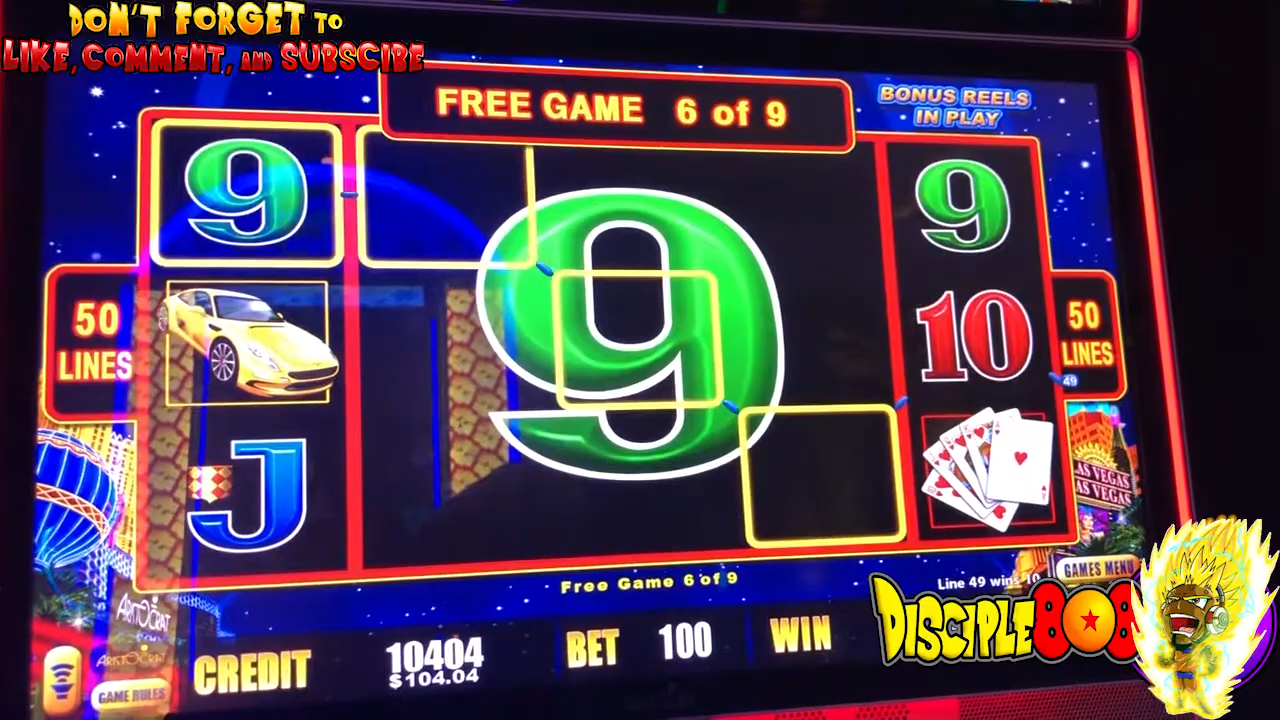 DON'T FORGET TO
LIKE, COMMENT, AND SUBSCIBE
FREE GAME 6 of 9
BONUS REELS
IN PLAY
9
9
9
50
LINES
10
50
LINES
49
J
LAS VEGAS
LAS VEGAS
Free Game 6 of 9
Line 49 wins 10
GAMES MENU
ARISTOCRAT
ARISTOCRAT
GAME RULES
CREDIT
10404
$104.04
BET
100
WIN
DISCIPLE808